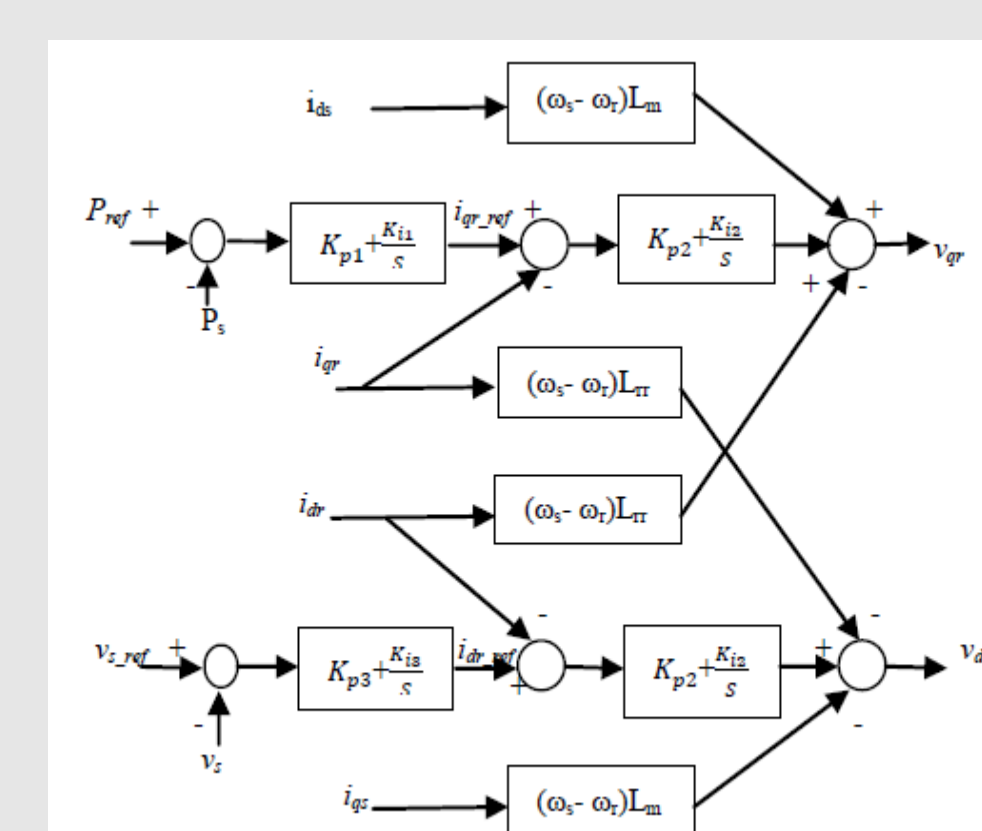 i_ds
(ω_s- ω_r)L_m
P_ref + K_p1+K_i1/S i_qr_ref + K_p2+K_i2/S + v_qr
- - + -
P_s
i_qr (ω_s- ω_r)L_rr
i_dr (ω_s- ω_r)L_rr
- -
v_s_ref + K_p3+K_i3/S i_dr_ref + K_p2+K_i2/S + v_d
- -
v_s
i_qs (ω_s- ω_r)L_m